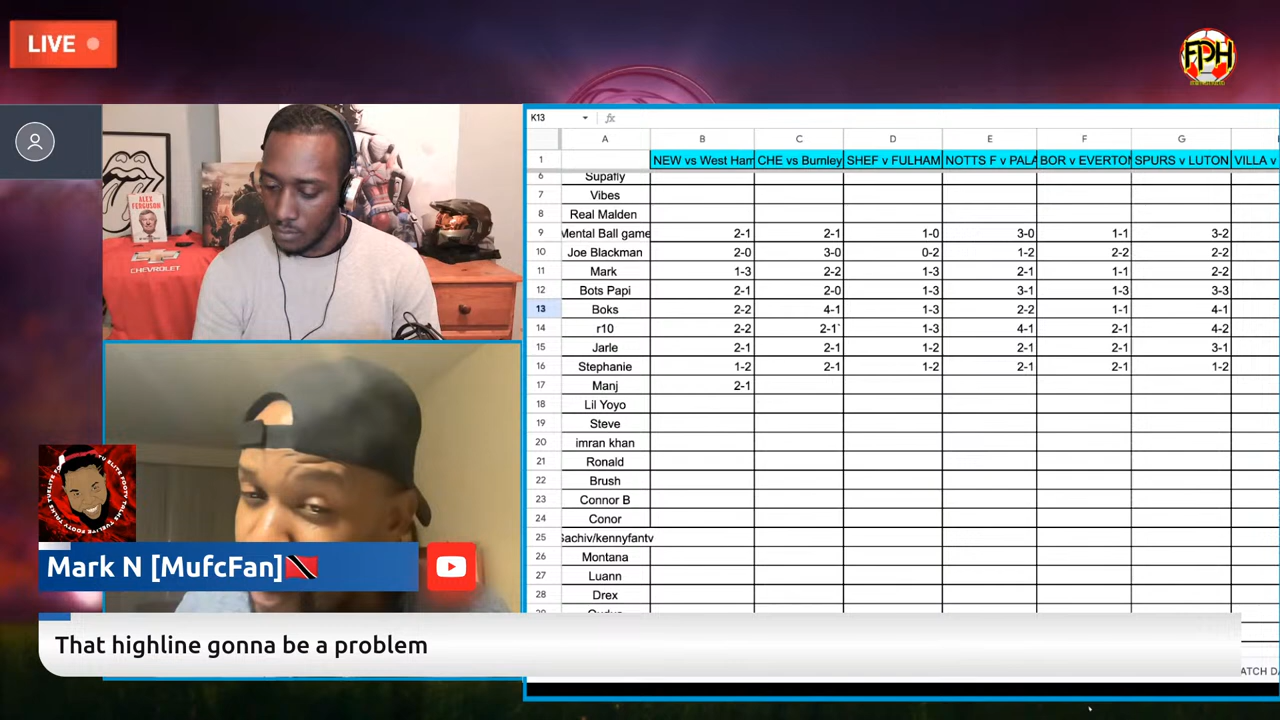 LIVE
FPH
ALEX
FERGUSON
CHEVROLET
K13
fx
A B C D E F G
1 NEW vs West Ham CHE vs Burnley SHEF v FULHAM NOTTS F v PALA BOR v EVERTON SPURS v LUTON VILLA v
6 Supafly
7 Vibes
8 Real Malden
9 Mental Ball game 2-1 2-1 1-0 3-0 1-1 3-2
10 Joe Blackman 2-0 3-0 0-2 1-2 2-2 2-2
11 Mark 1-3 2-2 1-3 2-1 1-1 2-2
12 Bots Papi 2-1 2-0 1-3 3-1 1-3 3-3
13 Boks 2-2 4-1 1-3 2-2 1-1 4-1
14 r10 2-2 2-1` 1-3 4-1 2-1 4-2
15 Jarle 2-1 2-1 1-2 2-1 2-1 3-1
16 Stephanie 1-2 2-1 1-2 2-1 2-1 1-2
17 Manj 2-1
18 Lil Yoyo
19 Steve
20 imran khan
21 Ronald
22 Brush
23 Connor B
24 Conor
25 Sachiv/kennyfantv
26 Montana
27 Luann
28 Drex
ATCH DA
Mark N [MufcFan]
That highline gonna be a problem